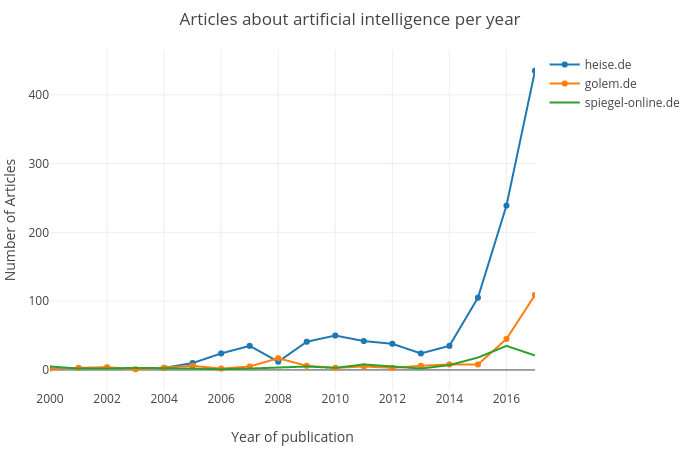 Articles about artificial intelligence per year
heise.de
golem.de
spiegel-online.de
Number of Articles
400
300
200
100
0
2000
2002
2004
2006
2008
2010
2012
2014
2016
Year of publication